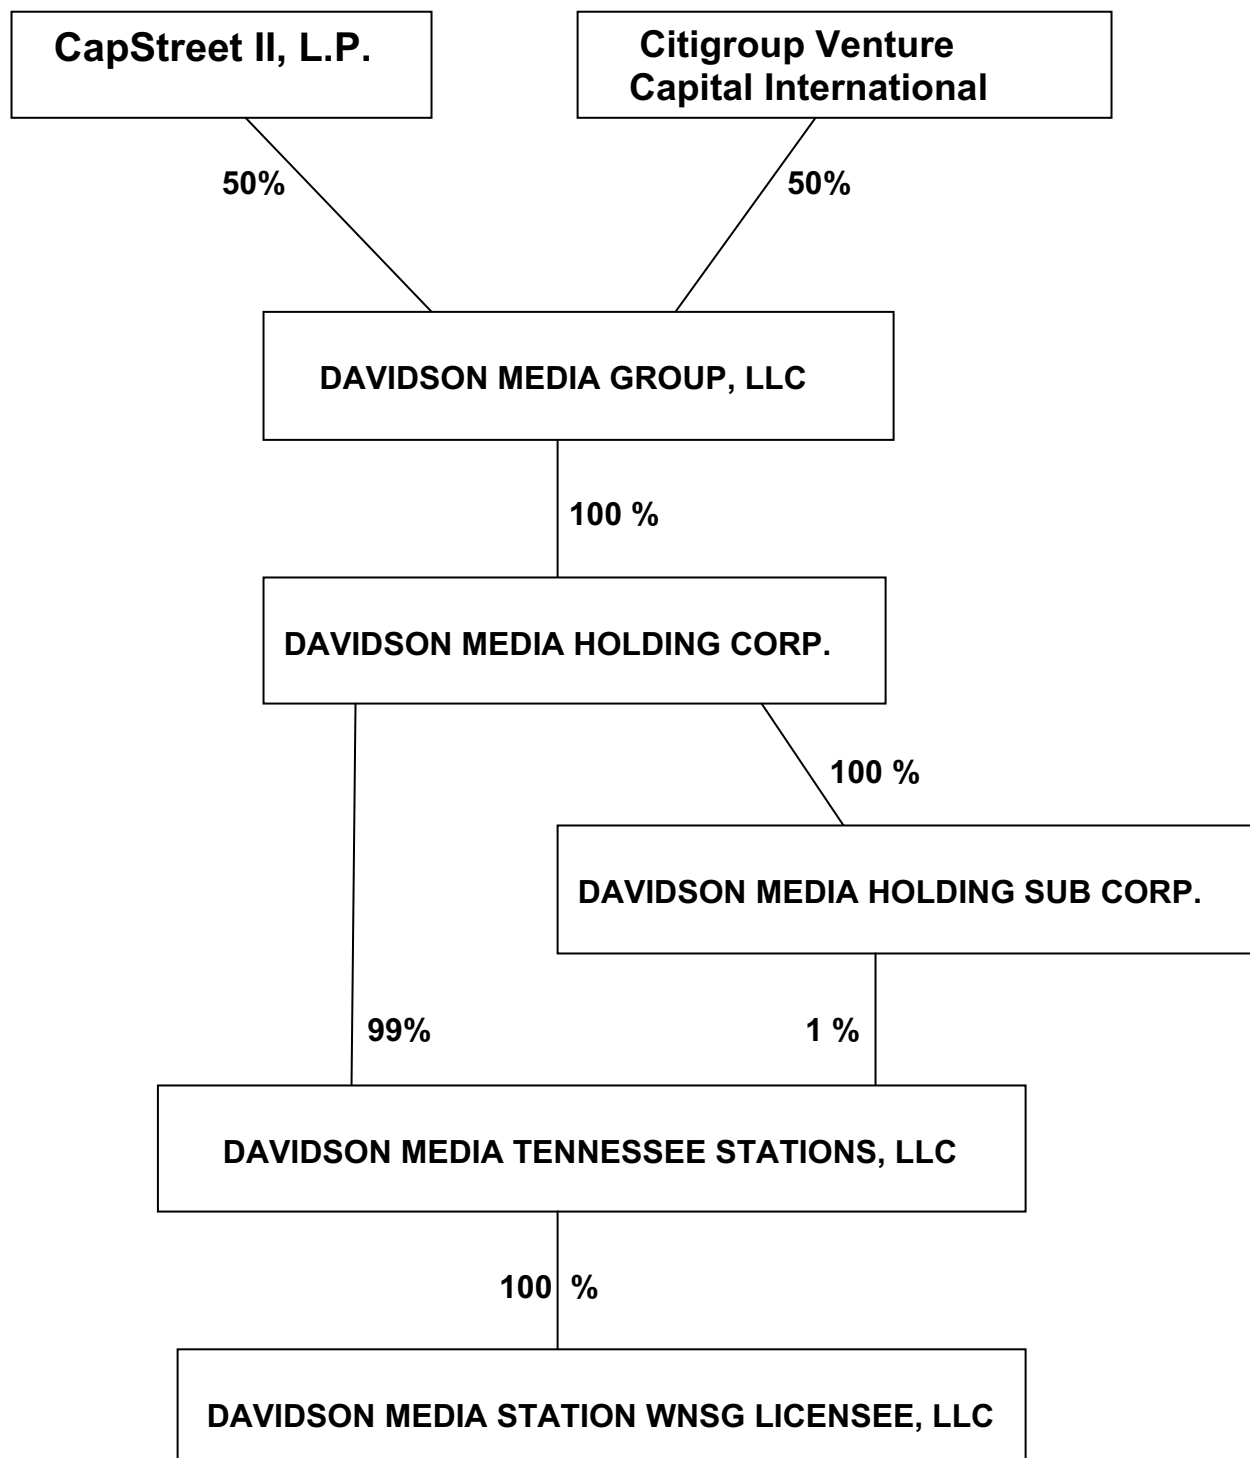 CapStreet II, L.P.
Citigroup Venture
Capital International
50%
50%
DAVIDSON MEDIA GROUP, LLC
100 %
DAVIDSON MEDIA HOLDING CORP.
100 %
DAVIDSON MEDIA HOLDING SUB CORP.
99%
1 %
DAVIDSON MEDIA TENNESSEE STATIONS, LLC
100 %
DAVIDSON MEDIA STATION WNSG LICENSEE, LLC